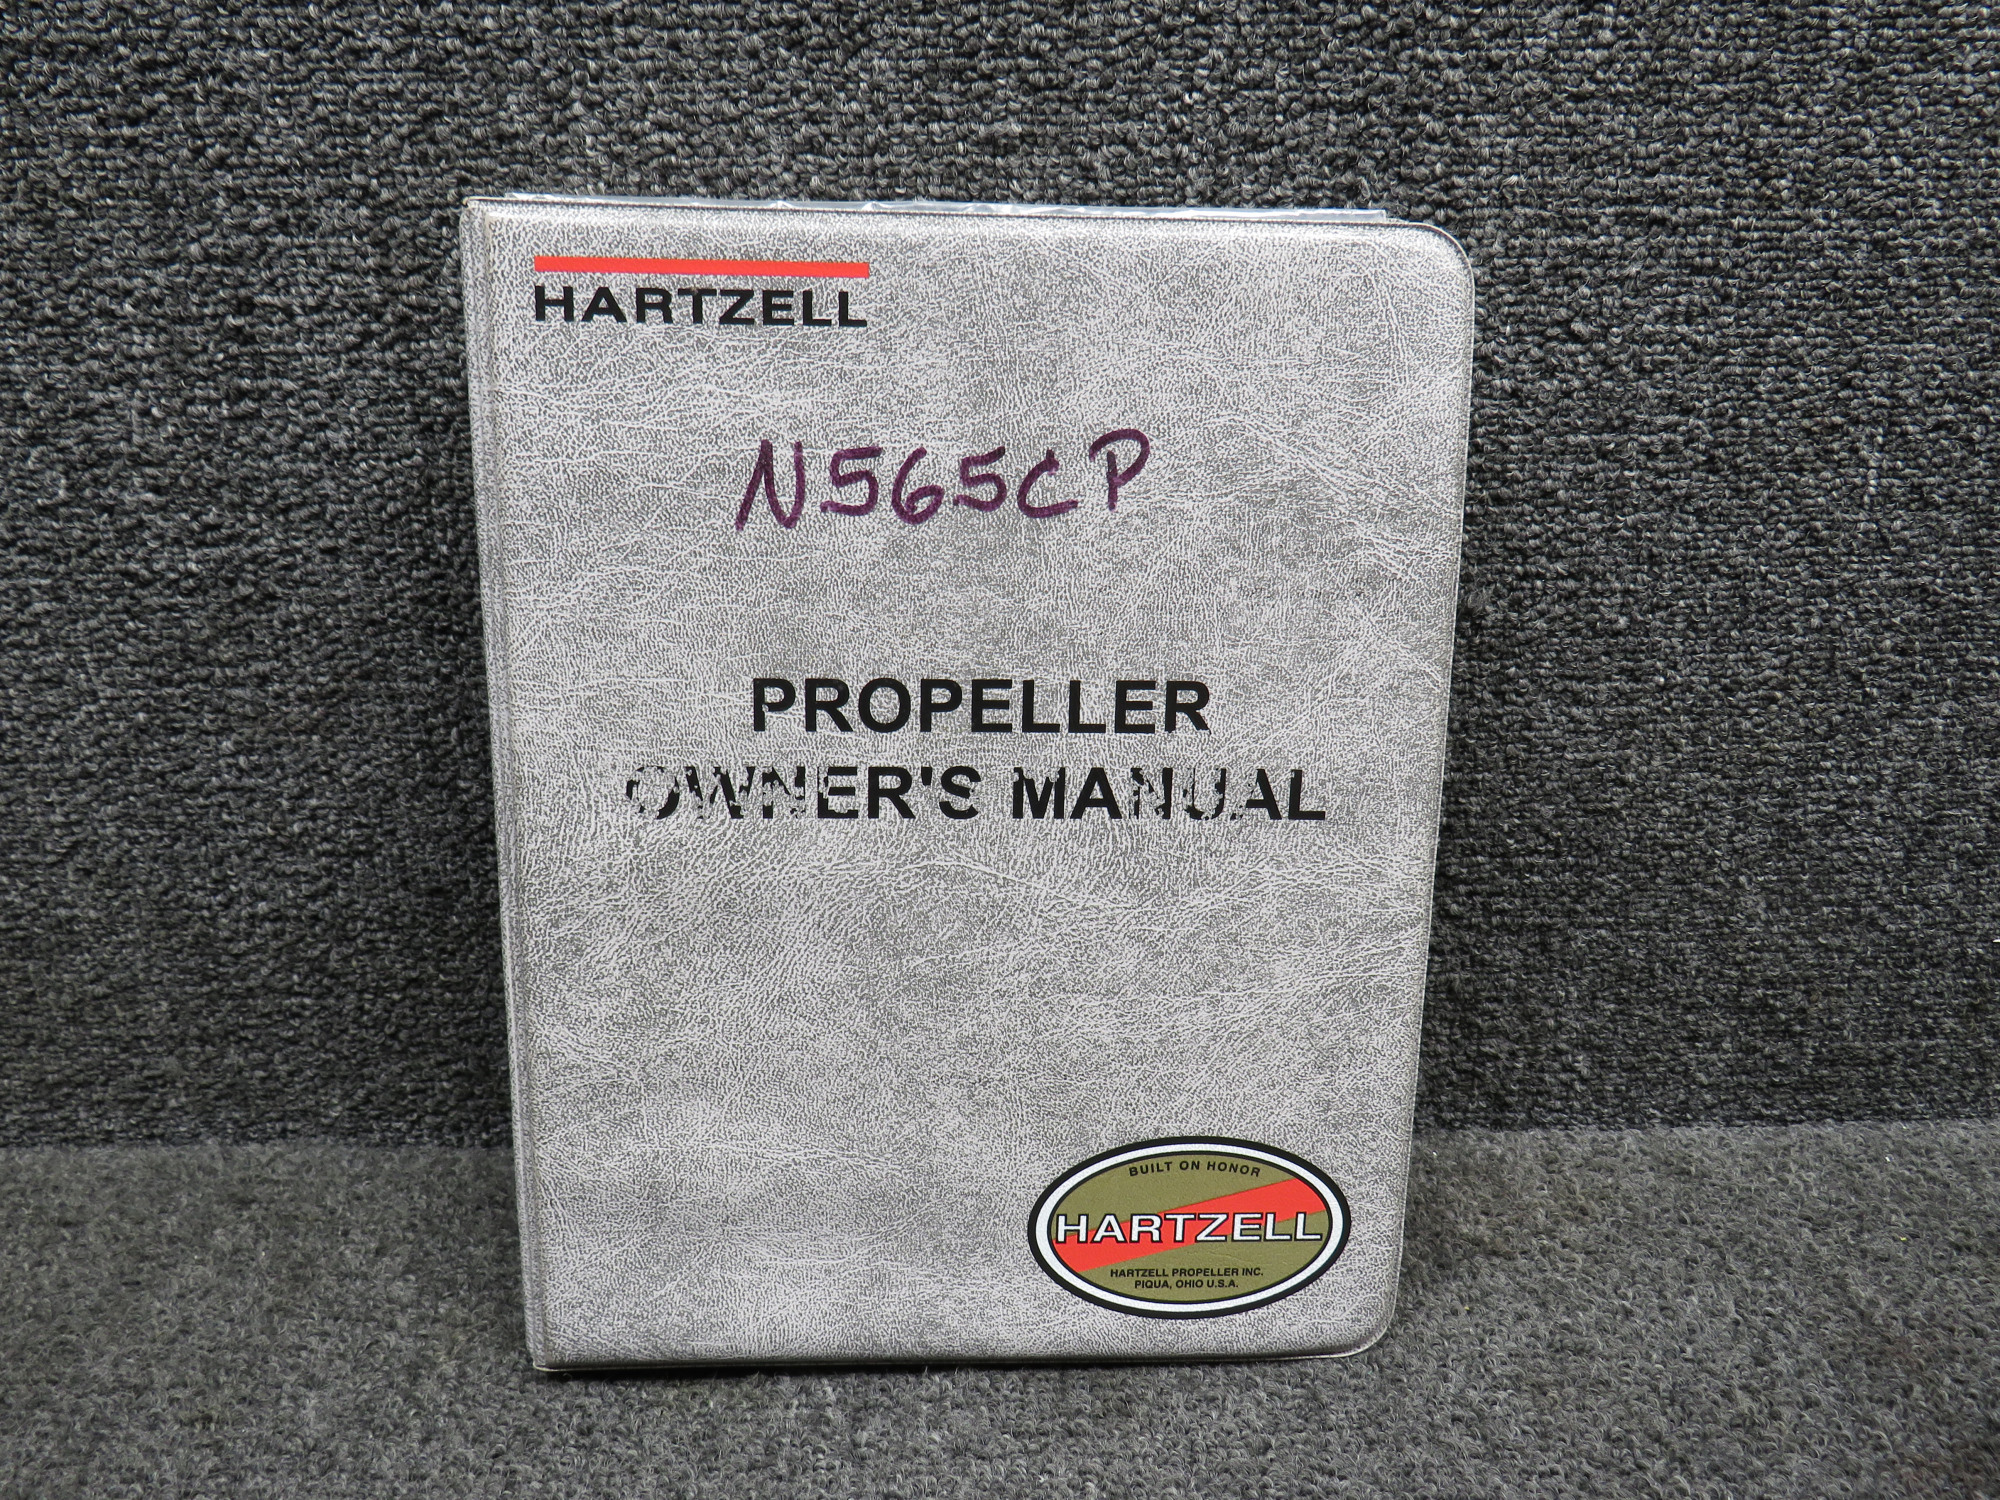 HARTZELL
N565CP
PROPELLER
OWNER'S MANUAL
BUILT ON HONOR
HARTZELL
HARTZELL PROPELLER INC.
PIQUA, OHIO U.S.A.